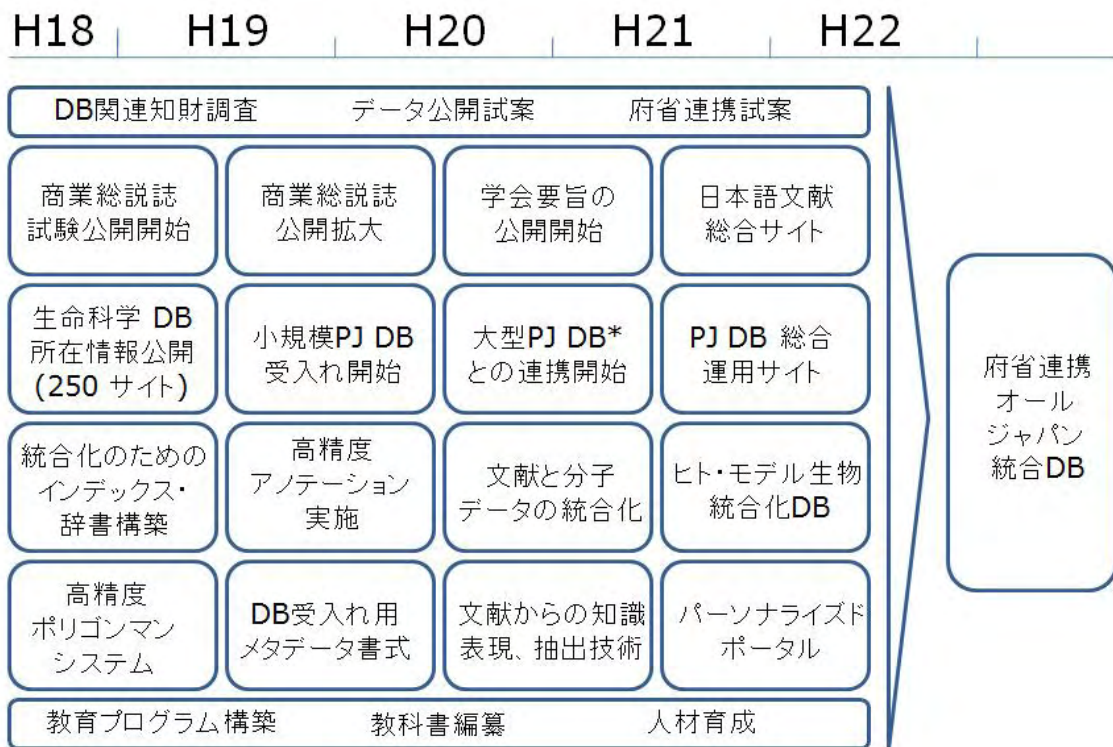 H18 H19 H20 H21 H22
DB関連知財調査 データ公開試案 府省連携試案
商業総説誌
試験公開開始
商業総説誌
公開拡大
学会要旨の
公開開始
日本語文献
総合サイト
生命科学 DB
所在情報公開
(250 サイト)
小規模PJ DB
受入れ開始
大型PJ DB*
との連携開始
PJ DB 総合
運用サイト
統合化のための
インデックス・
辞書構築
高精度
アノテーション
実施
文献と分子
データの統合化
ヒト・モデル生物
統合化DB
高精度
ポリゴンマン
システム
DB受入れ用
メタデータ書式
文献からの知識
表現、抽出技術
パーソナライズド
ポータル
教育プログラム構築 教科書編纂 人材育成
府省連携
オール
ジャパン
統合DB